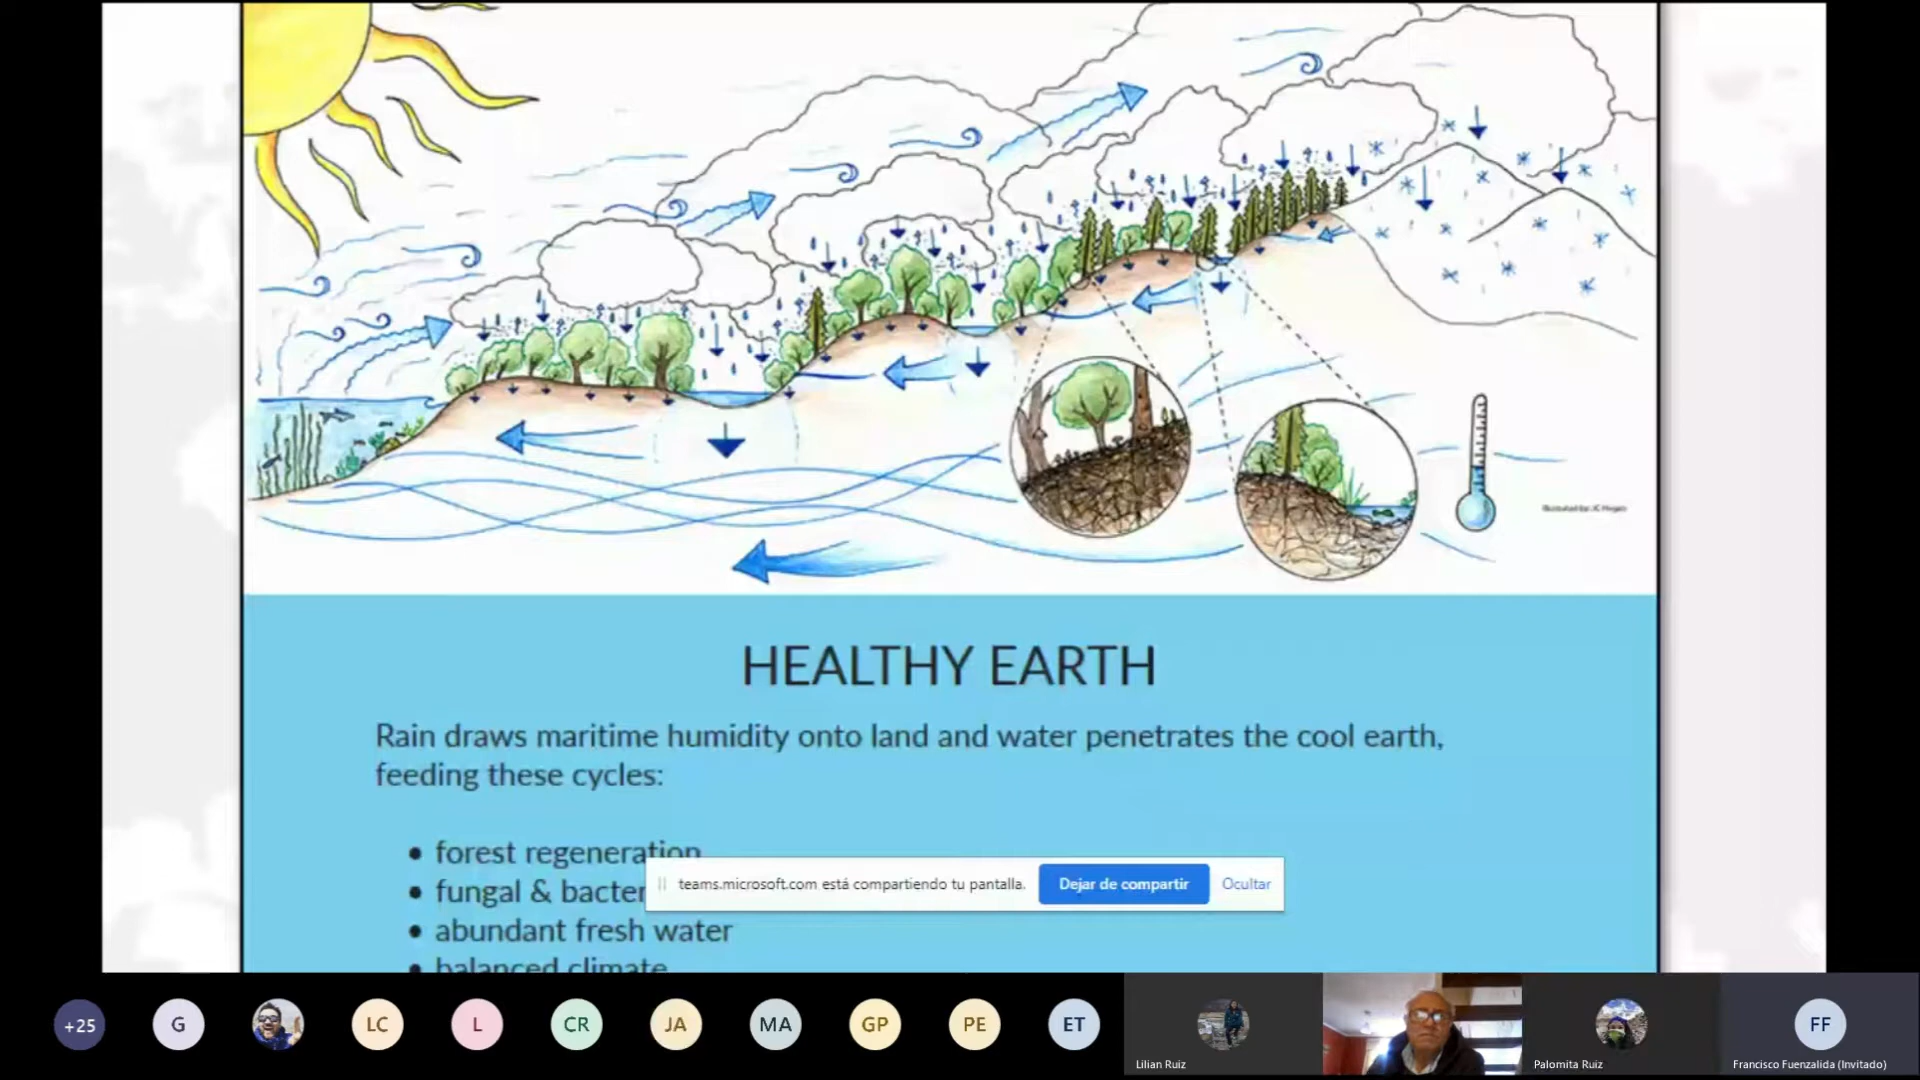 HEALTHY EARTH
Rain draws maritime humidity onto land and water penetrates the cool earth,
feeding these cycles:
• forest regeneration
• fungal & bacter
• abundant fresh water
• balanced climate
teams.microsoft.com está compartiendo tu pantalla.
Dejar de compartir
Ocultar
+25
G
LC
L
CR
JA
MA
GP
PE
ET
FF
Lilian Ruiz
Palomita Ruiz
Francisco Fuenzalida (Invitado)